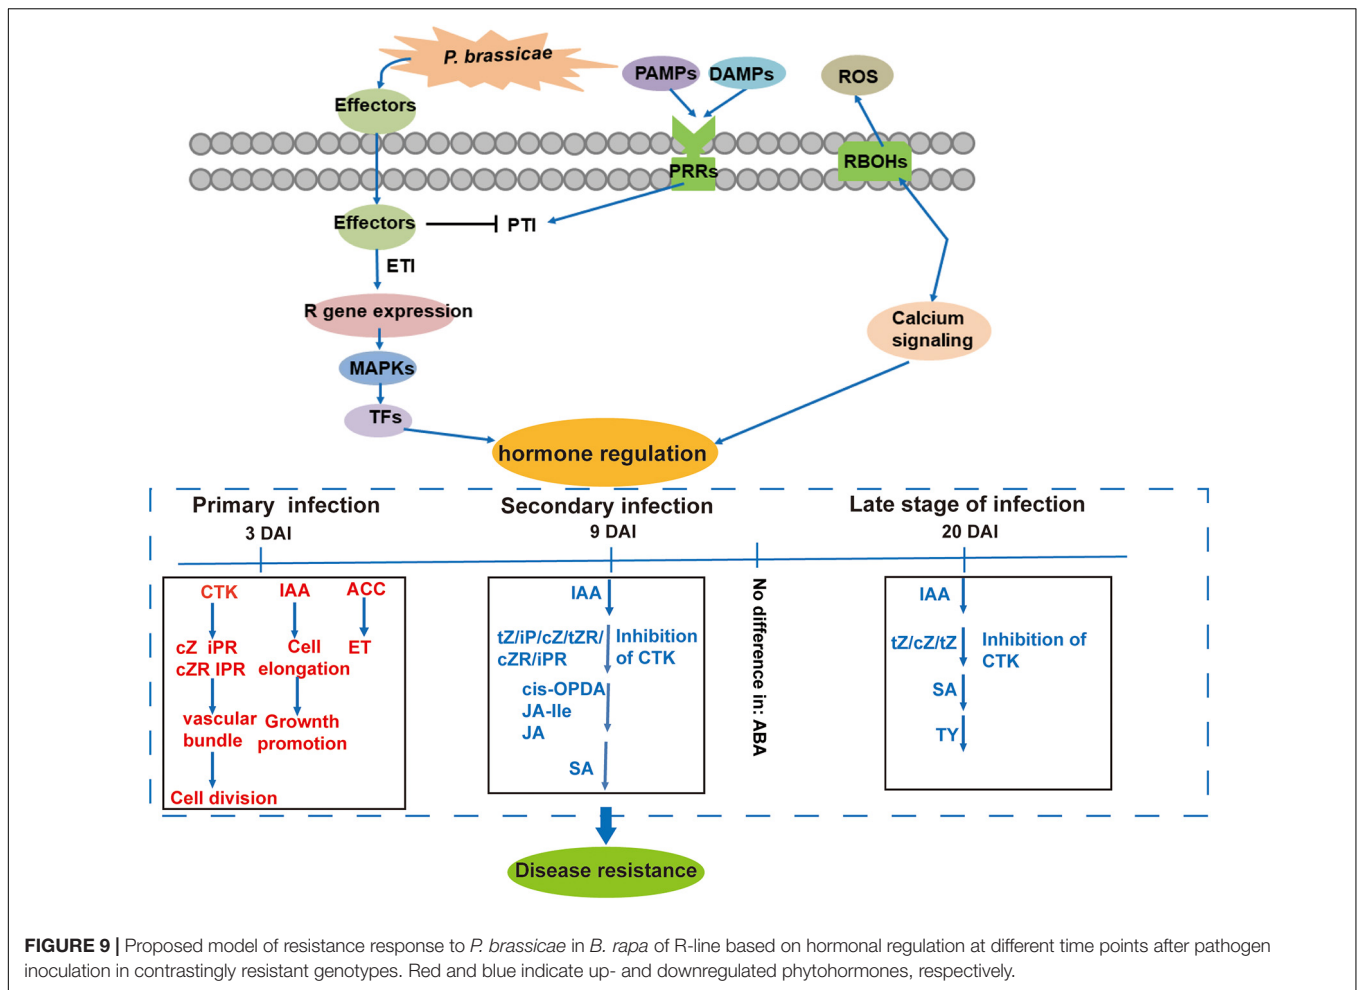 P. brassicae
PAMPs
DAMPs
ROS
Effectors
PRRs
RBOHs
Effectors
PTI
ETI
R gene expression
Calcium
signaling
MAPKs
TFs
hormone regulation
Primary infection
3 DAI
Secondary infection
9 DAI
Late stage of infection
20 DAI
CTK
cZ iPR
cZR IPR
vascular
bundle
Cell division
IAA
Cell
elongation
Grownth
promotion
ACC
ET
IAA
tZ/iP/cZ/tZR/
cZR/iPR
Inhibition
of CTK
cis-OPDA
JA-Ile
JA
SA
No difference in: ABA
IAA
tZ/cZ/tZ
Inhibition of
CTK
SA
TY
Disease resistance
FIGURE 9 | Proposed model of resistance response to P. brassicae in B. rapa of R-line based on hormonal regulation at different time points after pathogen
inoculation in contrastingly resistant genotypes. Red and blue indicate up- and downregulated phytohormones, respectively.